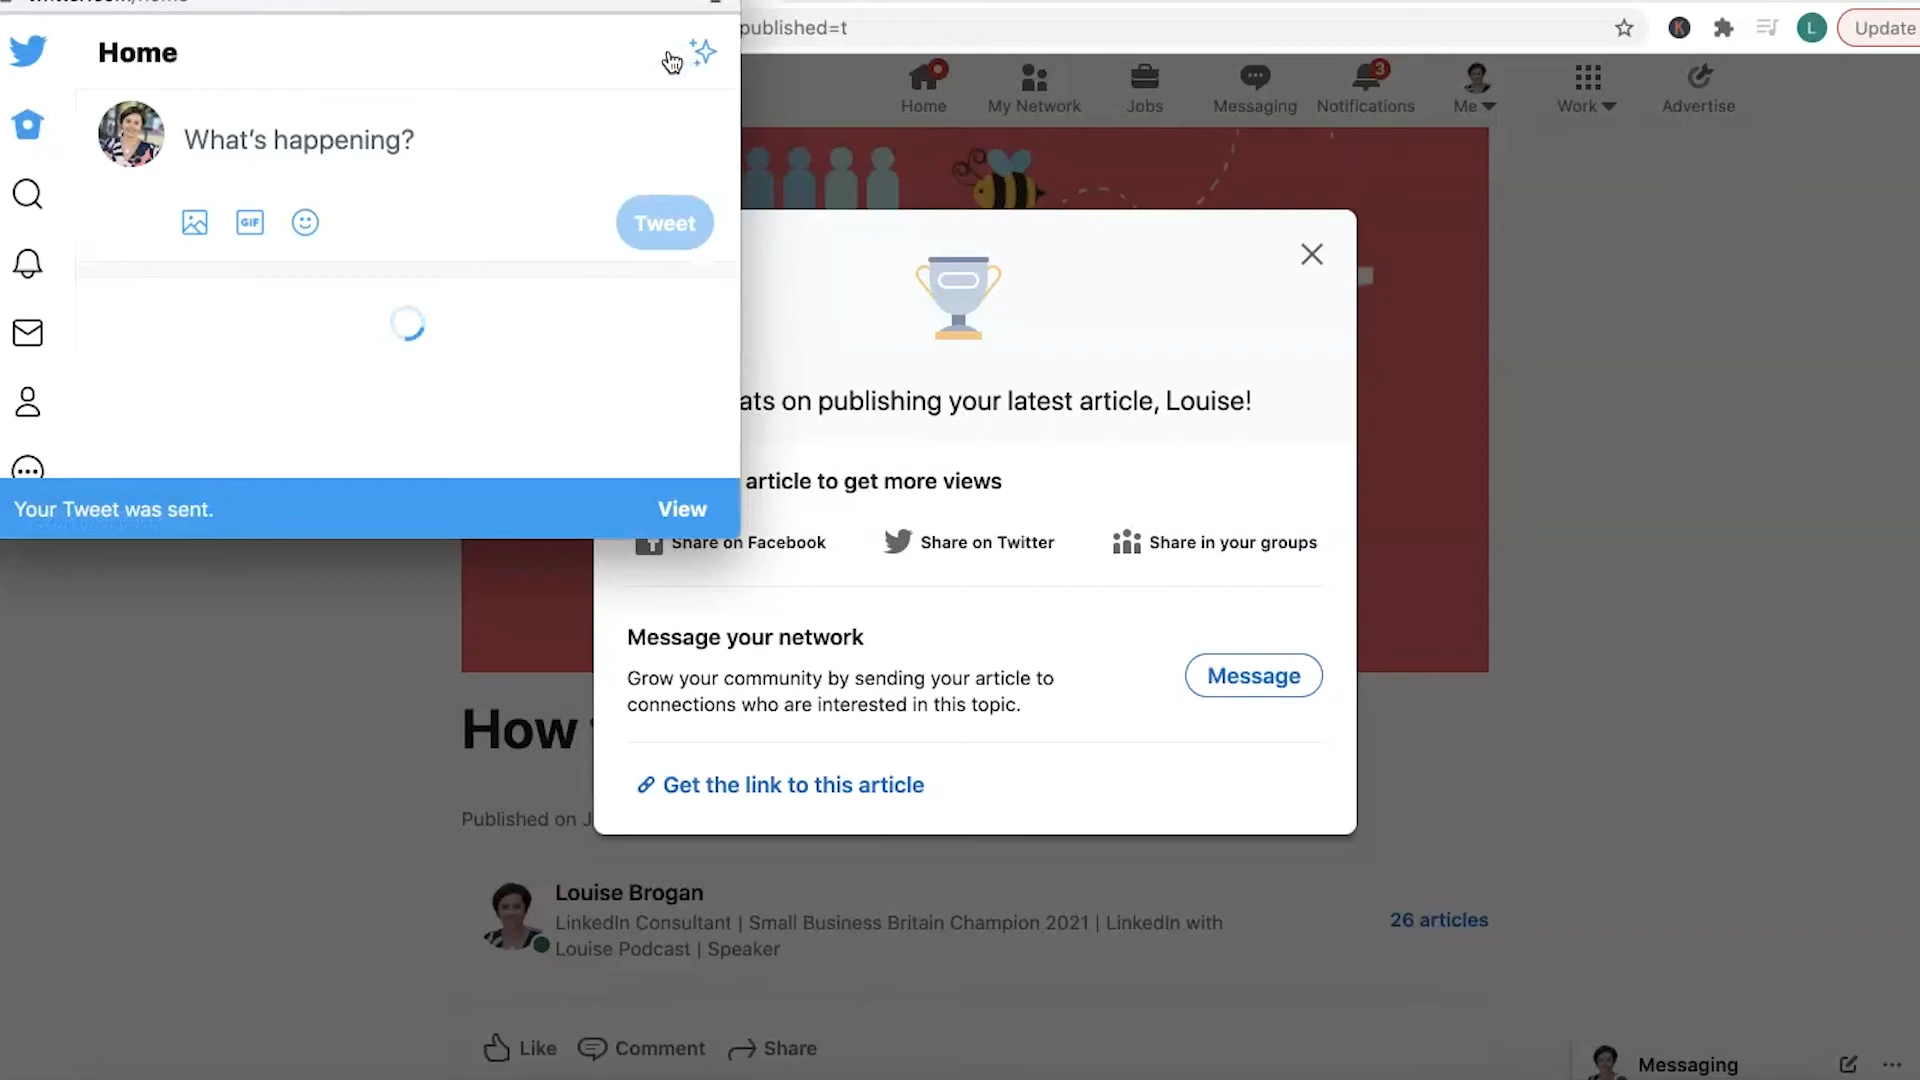 Home
What's happening?
GIF
Tweet
Your Tweet was sent.
View
published=t
K
L
Update
Home
My Network
Jobs
Messaging
3
Notifications
Me
Work
Advertise
ats on publishing your latest article, Louise!
article to get more views
Share on Facebook
Share on Twitter
Share in your groups
Message your network
Grow your community by sending your article to
connections who are interested in this topic.
Message
Get the link to this article
How
Published on J
Louise Brogan
LinkedIn Consultant | Small Business Britain Champion 2021 | LinkedIn with
Louise Podcast | Speaker
26 articles
Like
Comment
Share
Messaging